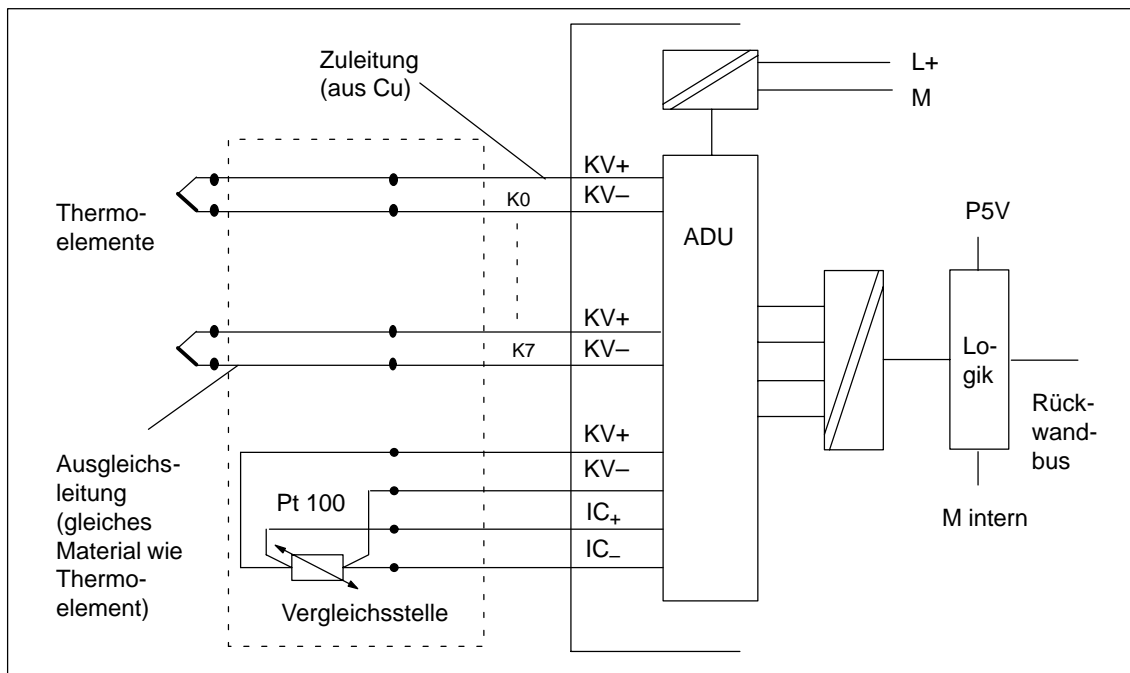 Zuleitung
(aus Cu)
L+
M
KV+
K0
KV–
Thermo-
elemente
ADU
P5V
KV+
K7
KV–
Lo-
gik
Rück-
wand-
bus
Ausgleichs-
leitung
(gleiches
Material wie
Thermo-
element)
Pt 100
KV+
KV–
IC+
IC–
M intern
Vergleichsstelle